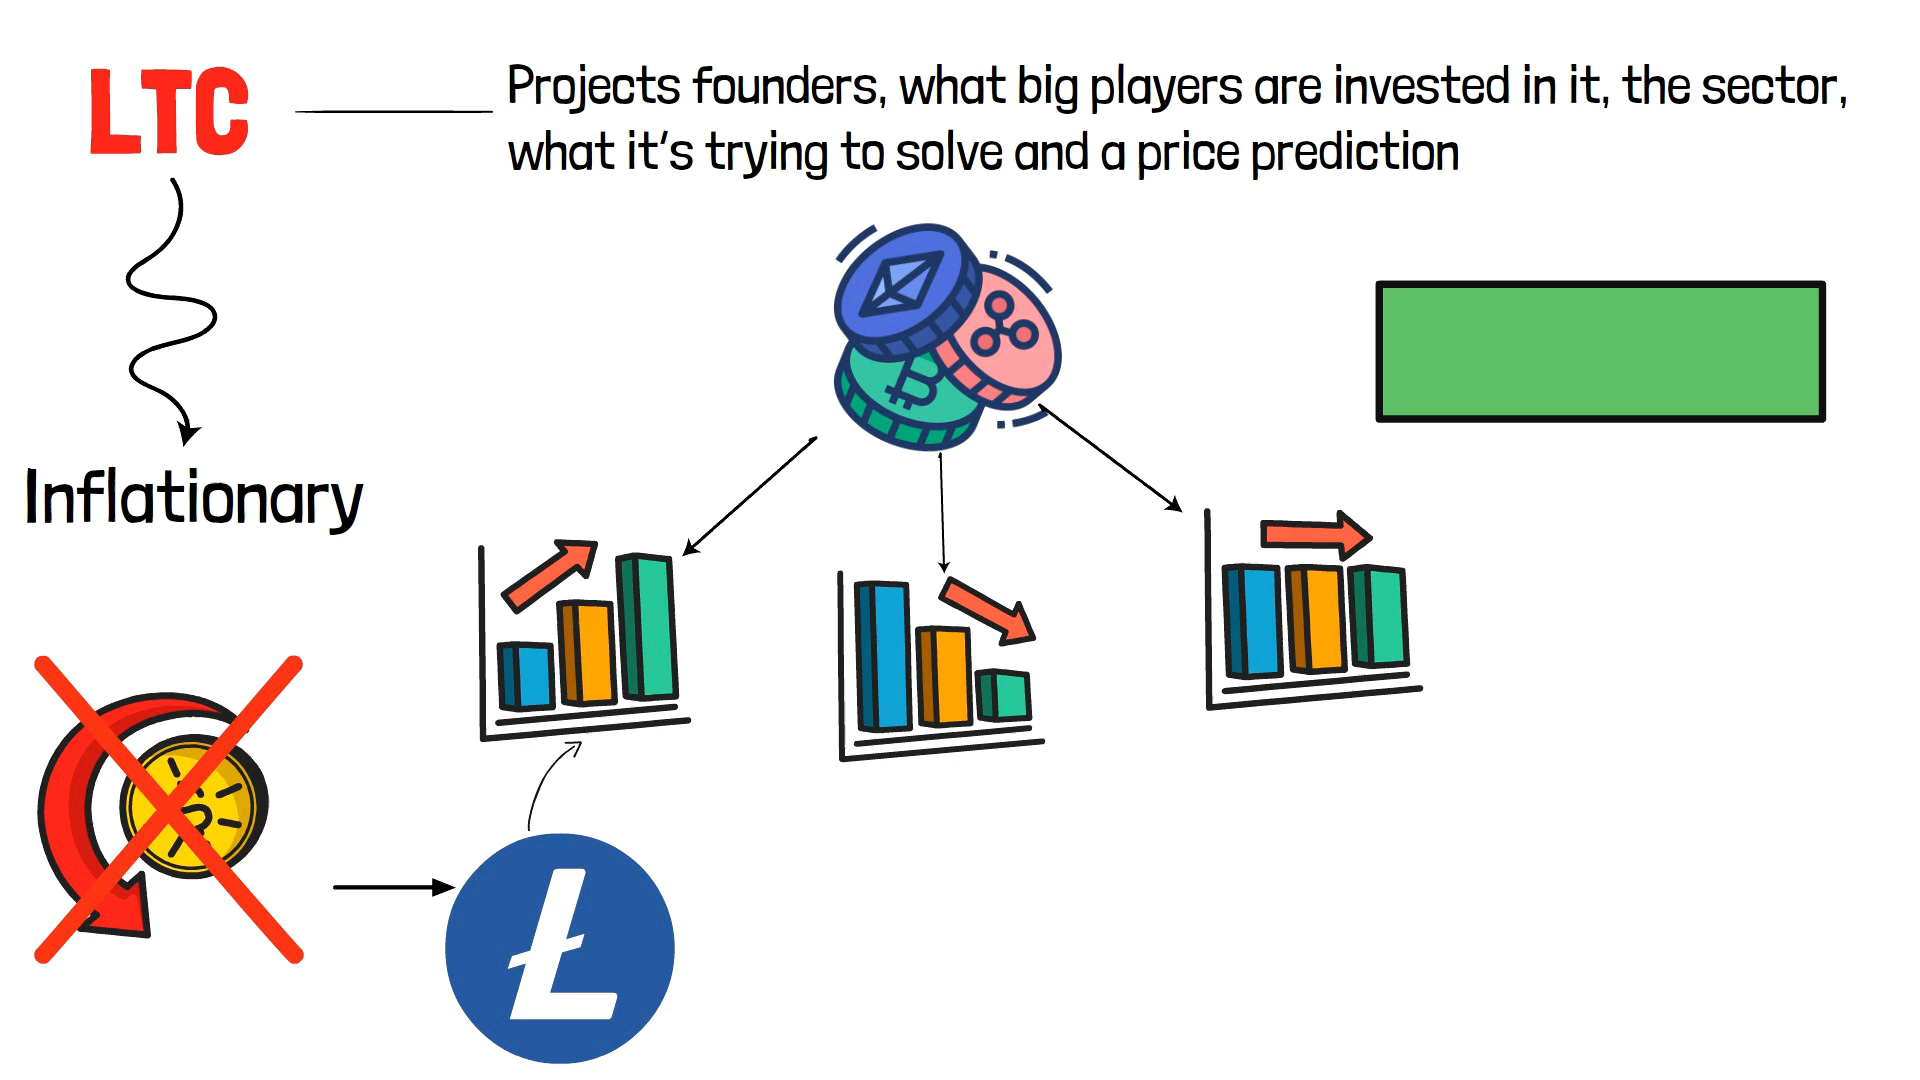 LTC
Projects founders, what big players are invested in it, the sector,
what it's trying to solve and a price prediction
Inflationary